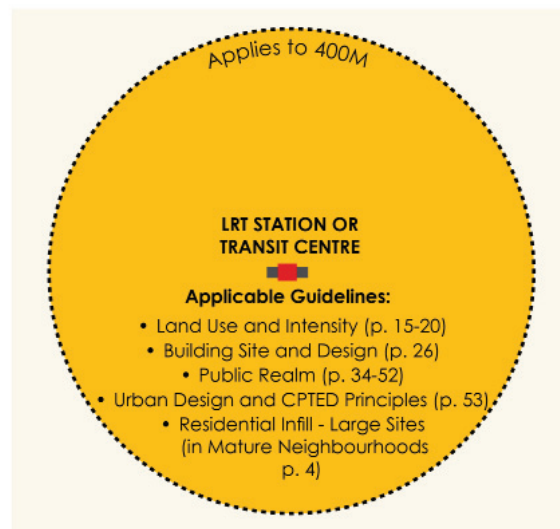 Applies to 400M
LRT STATION OR
TRANSIT CENTRE
Applicable Guidelines:
• Land Use and Intensity (p. 15-20)
• Building Site and Design (p. 26)
• Public Realm (p. 34-52)
• Urban Design and CPTED Principles (p. 53)
• Residential Infill - Large Sites
(in Mature Neighbourhoods
p. 4)